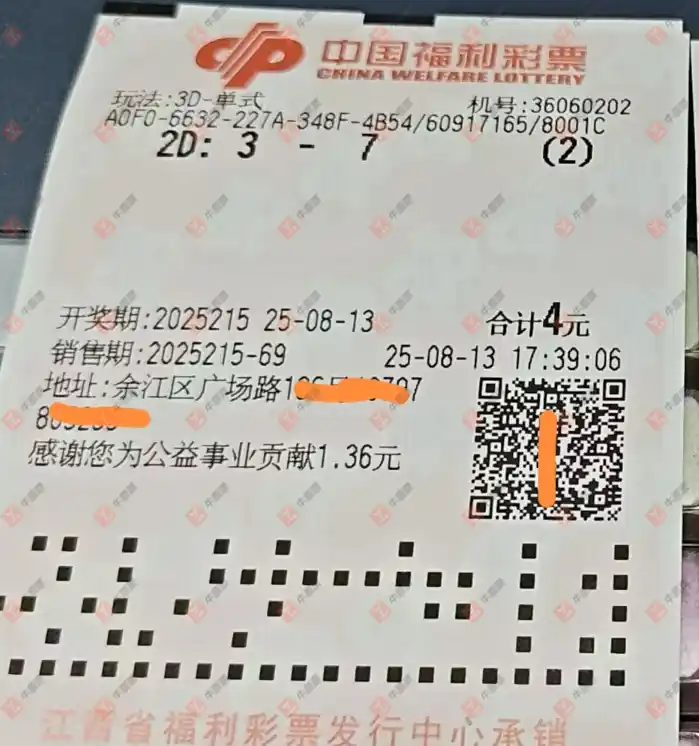 中国福利彩票
CHINA WELFARE LOTTERY
玩法:3D-单式 机号:36060202
A0F0-6632-227A-348F-4B54/60917165/8001C
2D: 3 - 7 (2)
开奖期:2025215 25-08-13 合计4元
销售期:2025215-69 25-08-13 17:39:06
地址:余江区广场路
感谢您为公益事业贡献1.36元
江西省福利彩票发行中心承销